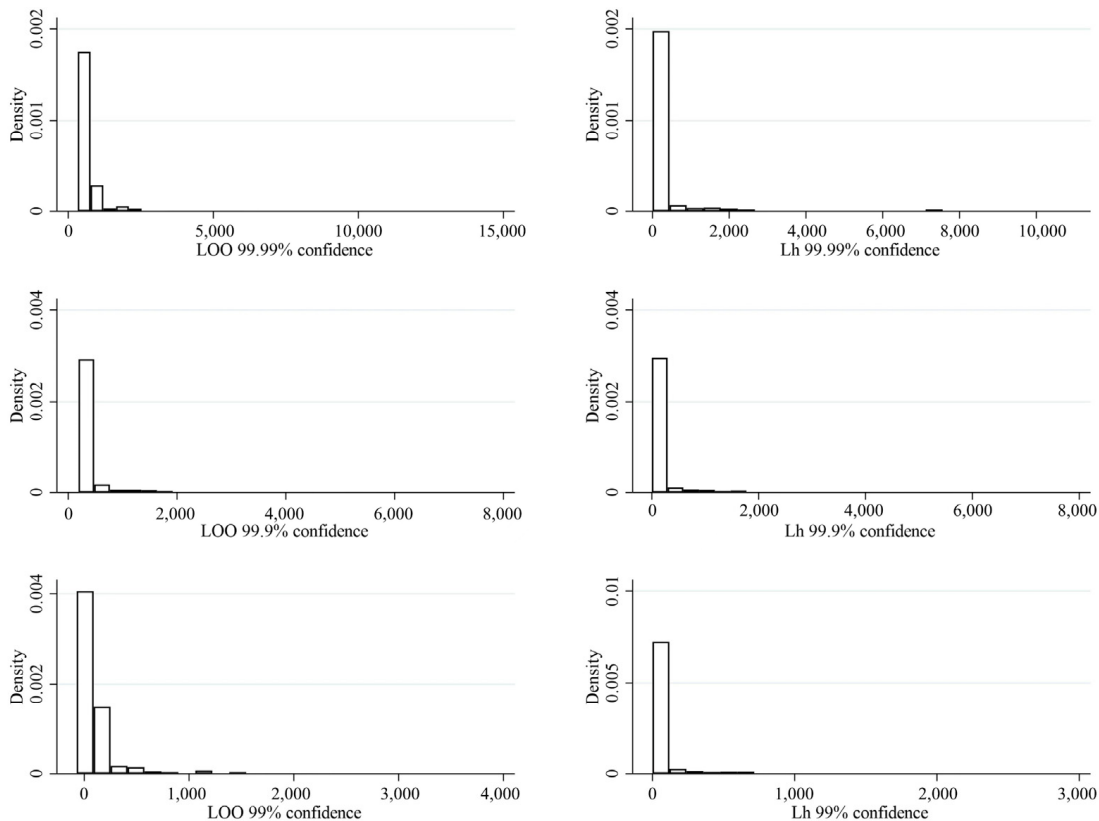 Density
0.002
0.001
0
0 5,000 10,000 15,000
LOO 99.99% confidence
Density
0.002
0.001
0
0 2,000 4,000 6,000 8,000 10,000
Lh 99.99% confidence
Density
0.004
0.002
0
0 2,000 4,000 6,000 8,000
LOO 99.9% confidence
Density
0.004
0.002
0
0 2,000 4,000 6,000 8,000
Lh 99.9% confidence
Density
0.004
0.002
0
0 1,000 2,000 3,000 4,000
LOO 99% confidence
Density
0.01
0.005
0
0 1,000 2,000 3,000
Lh 99% confidence